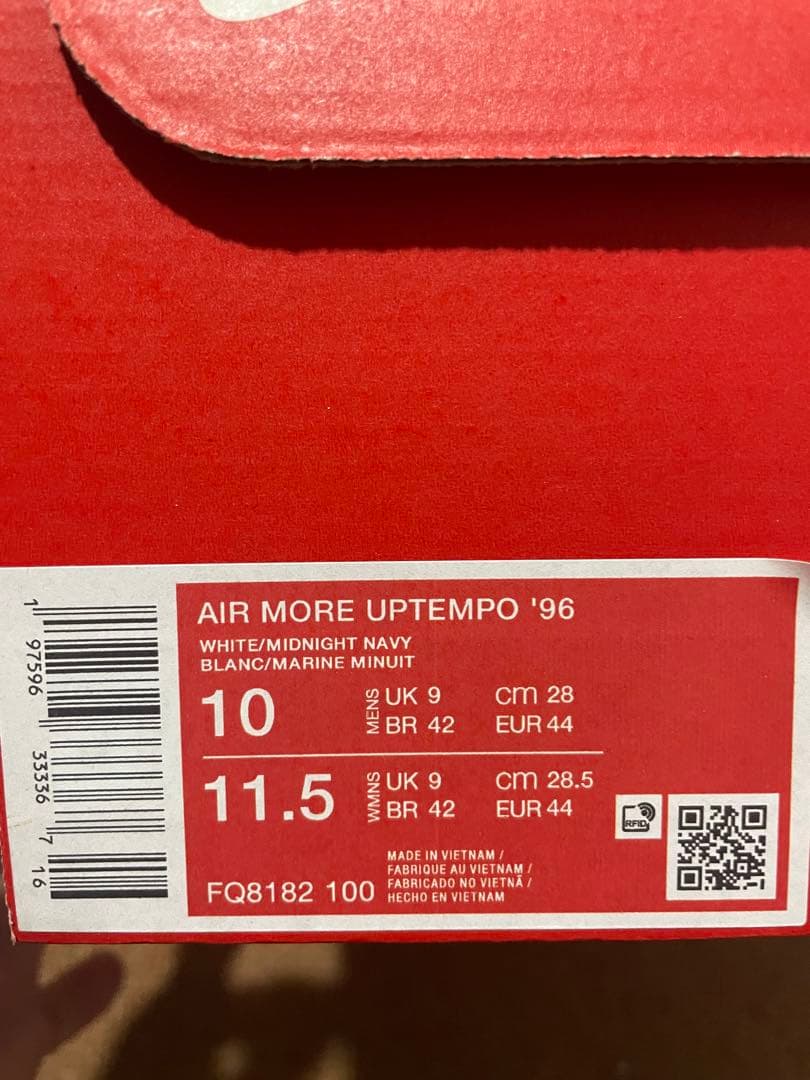 AIR MORE UPTEMPO '96
WHITE/MIDNIGHT NAVY
BLANC/MARINE MINUIT
10 MENS UK 9 cm 28
BR 42 EUR 44
11.5 WMNS UK 9 cm 28.5
BR 42 EUR 44
RFID
FQ8182 100
MADE IN VIETNAM /
FABRIQUE AU VIETNAM /
FABRICADO NO VIETNÃ /
HECHO EN VIETNAM
1 97596 33336 7 16